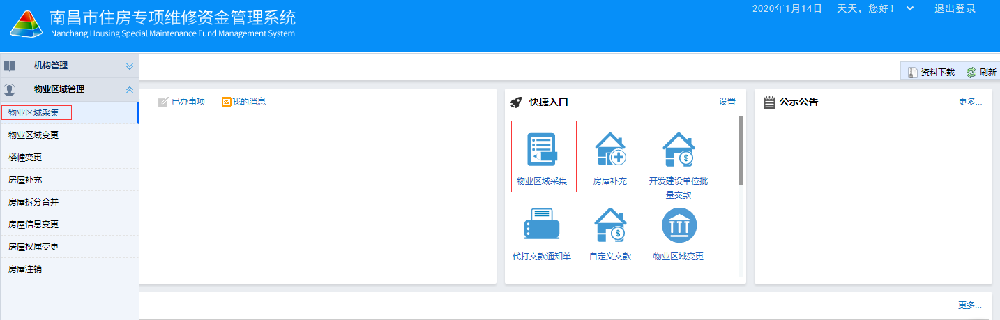 南昌市住房专项维修资金管理系统
Nanchang Housing Special Maintenance Fund Management System
2020年1月14日 天天，您好！ 退出登录
机构管理
物业区域管理
物业区域采集
物业区域变更
楼幢变更
房屋补充
房屋拆分合并
房屋信息变更
房屋权属变更
房屋注销
资料下载 刷新
已办事项 我的消息
快捷入口 设置
物业区域采集
房屋补充
开发建设单位批
量交款
代打交款通知单
自定义交款
物业区域变更
公示公告 更多...
更多...